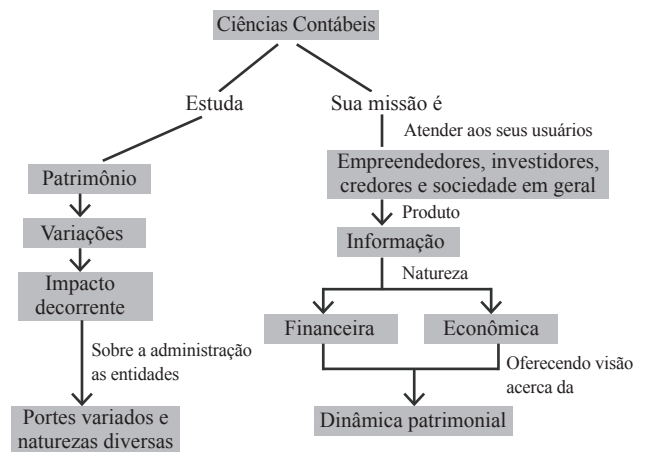 Ciências Contábeis
Estuda
Patrimônio
Variações
Impacto
decorrente
Sobre a administração
as entidades
Portes variados e
naturezas diversas
Sua missão é
Atender aos seus usuários
Empreendedores, investidores,
credores e sociedade em geral
Produto
Informação
Natureza
Financeira
Econômica
Oferecendo visão
acerca da
Dinâmica patrimonial